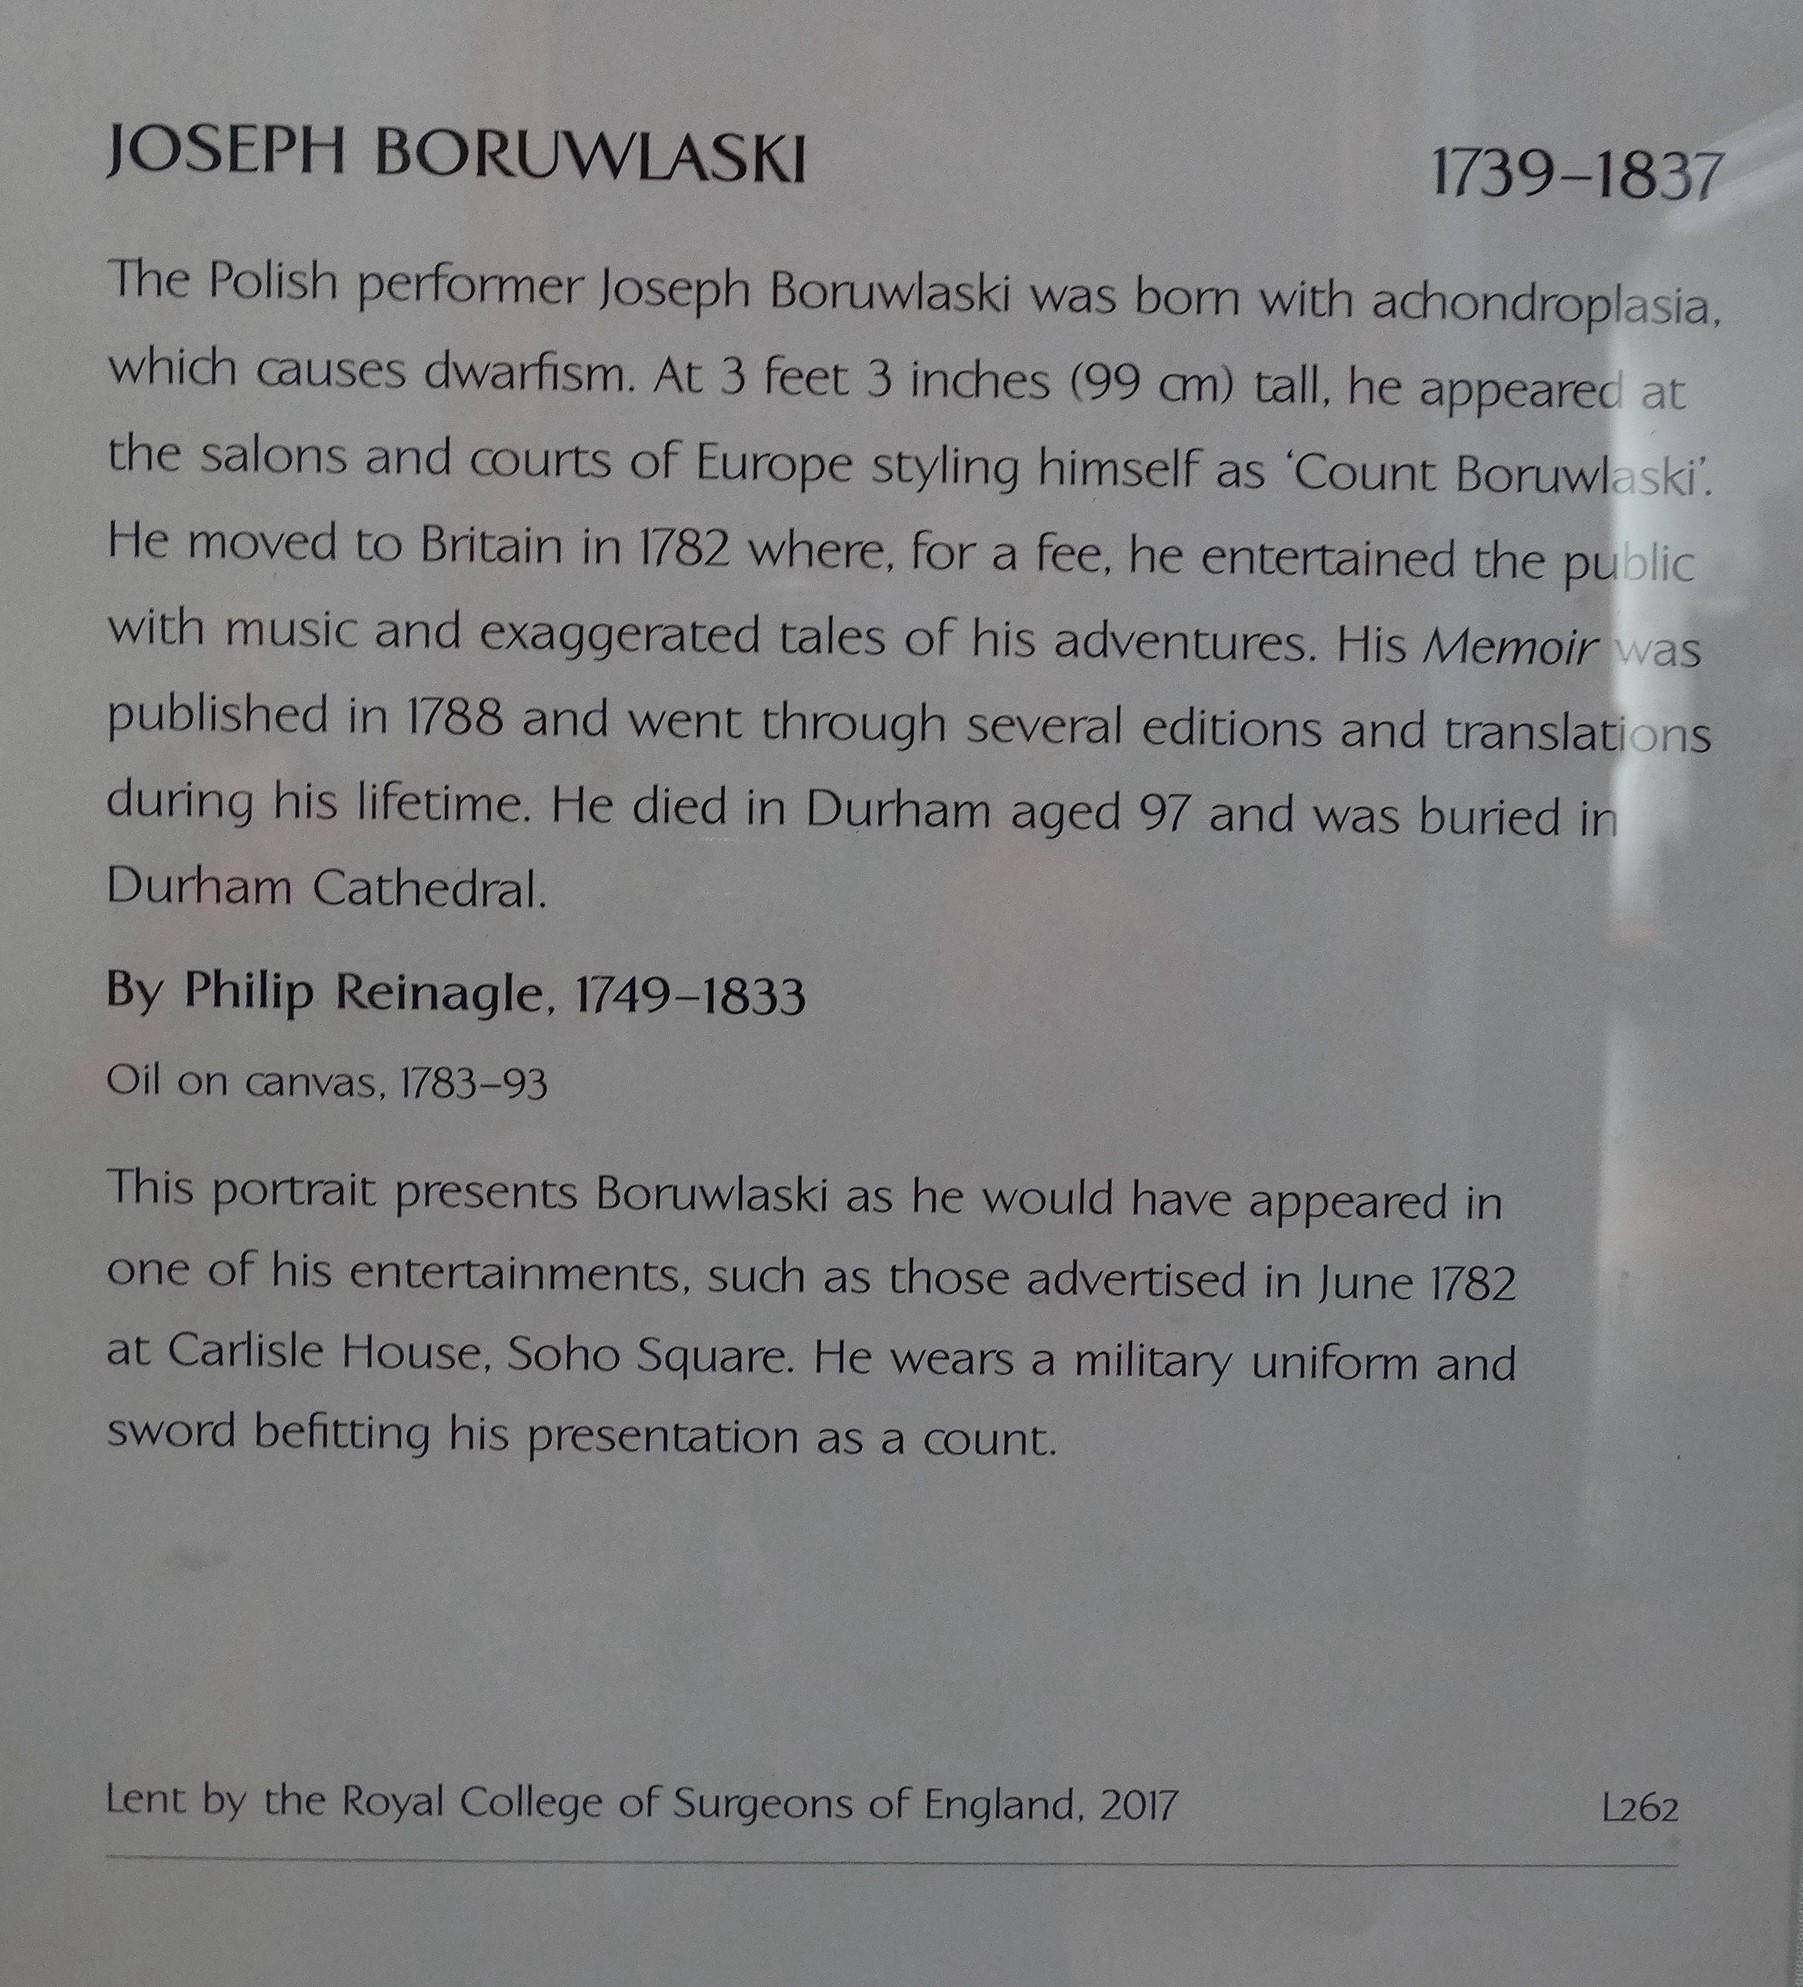 JOSEPH BORUWLASKI 1739–1837
The Polish performer Joseph Boruwlaski was born with achondroplasia,
which causes dwarfism. At 3 feet 3 inches (99 cm) tall, he appeared at
the salons and courts of Europe styling himself as ‘Count Boruwlaski’.
He moved to Britain in 1782 where, for a fee, he entertained the public
with music and exaggerated tales of his adventures. His Memoir was
published in 1788 and went through several editions and translations
during his lifetime. He died in Durham aged 97 and was buried in
Durham Cathedral.
By Philip Reinagle, 1749–1833
Oil on canvas, 1783–93
This portrait presents Boruwlaski as he would have appeared in
one of his entertainments, such as those advertised in June 1782
at Carlisle House, Soho Square. He wears a military uniform and
sword befitting his presentation as a count.
Lent by the Royal College of Surgeons of England, 2017 L262